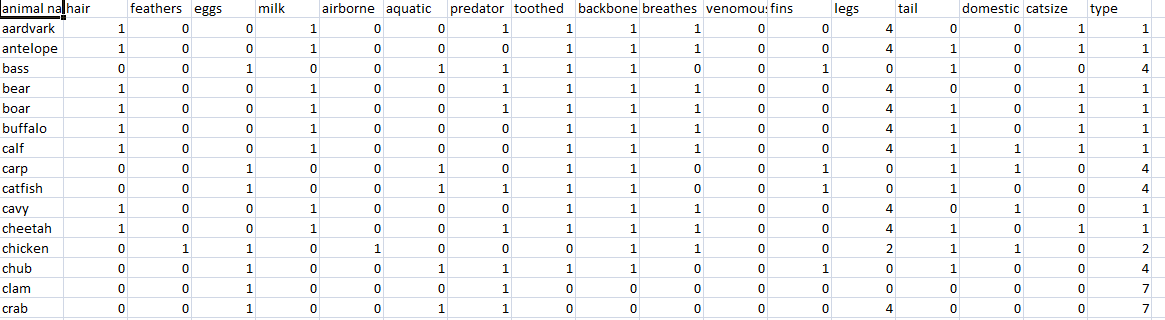 animal na hair feathers eggs milk airborne aquatic predator toothed backbone breathes venomous fins legs tail domestic catsize type
aardvark 1 0 0 1 0 0 1 1 1 1 0 0 4 0 0 1 1
antelope 1 0 0 1 0 0 0 1 1 1 0 0 4 1 0 1 1
bass 0 0 1 0 0 1 1 1 1 0 0 1 0 1 0 0 4
bear 1 0 0 1 0 0 1 1 1 1 0 0 4 0 0 1 1
boar 1 0 0 1 0 0 1 1 1 1 0 0 4 1 0 1 1
buffalo 1 0 0 1 0 0 0 1 1 1 0 0 4 1 0 1 1
calf 1 0 0 1 0 0 0 1 1 1 0 0 4 1 1 1 1
carp 0 0 1 0 0 1 0 1 1 0 0 1 0 1 1 0 4
catfish 0 0 1 0 0 1 1 1 1 0 0 1 0 1 0 0 4
cavy 1 0 0 1 0 0 0 1 1 1 0 0 4 0 1 0 1
cheetah 1 0 0 1 0 0 1 1 1 1 0 0 4 1 0 1 1
chicken 0 1 1 0 1 0 0 0 1 1 0 0 2 1 1 0 2
chub 0 0 1 0 0 1 1 1 1 0 0 1 0 1 0 0 4
clam 0 0 1 0 0 0 1 0 0 0 0 0 0 0 0 0 7
crab 0 0 1 0 0 1 1 0 0 0 0 0 4 0 0 0 7